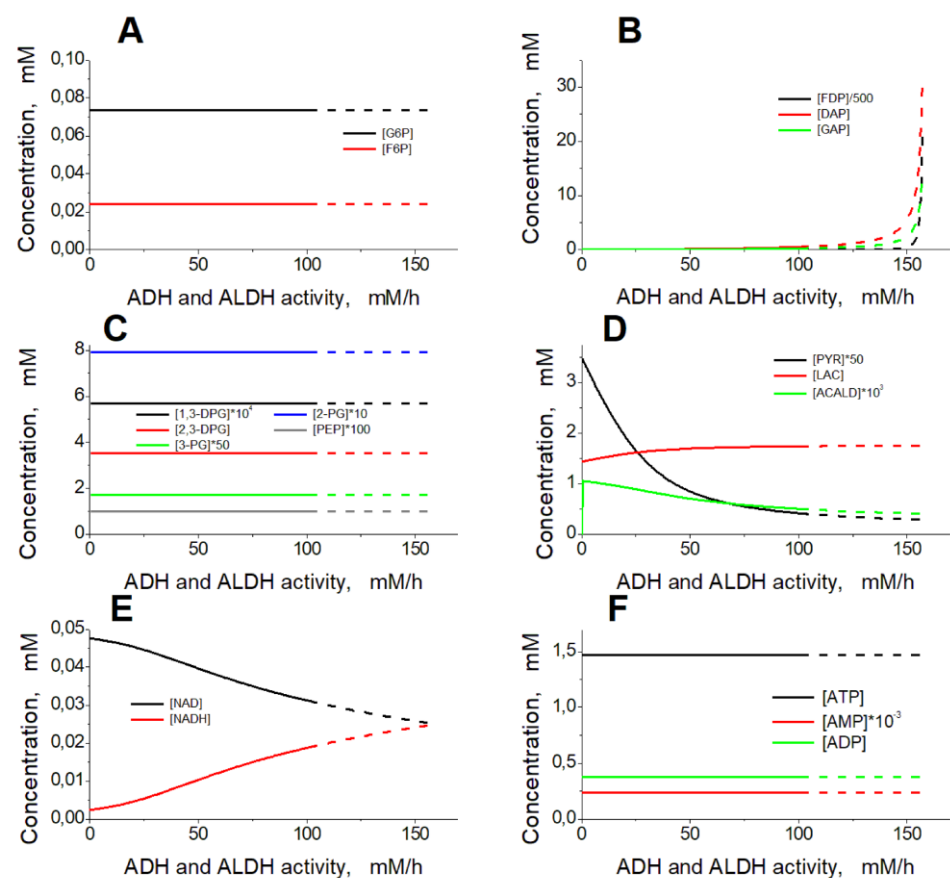 A
Concentration, mM
0,10
0,08
0,06
0,04
0,02
0,00
[G6P]
[F6P]
0 50 100 150
ADH and ALDH activity, mM/h
B
Concentration, mM
30
20
10
0
[FDP]/500
[DAP]
[GAP]
0 50 100 150
ADH and ALDH activity, mM/h
C
Concentration, mM
8
6
4
2
0
[1,3-DPG]*10⁴ [2-PG]*10
[2,3-DPG] [PEP]*100
[3-PG]*50
0 50 100 150
ADH and ALDH activity, mM/h
D
Concentration, mM
3
2
1
0
[PYR]*50
[LAC]
[ACALD]*10³
0 50 100 150
ADH and ALDH activity, mM/h
E
Concentration, mM
0,05
0,04
0,03
0,02
0,01
0,00
[NAD]
[NADH]
0 50 100 150
ADH and ALDH activity, mM/h
F
Concentration, mM
1,5
1,0
0,5
0,0
[ATP]
[AMP]*10⁻³
[ADP]
0 50 100 150
ADH and ALDH activity, mM/h